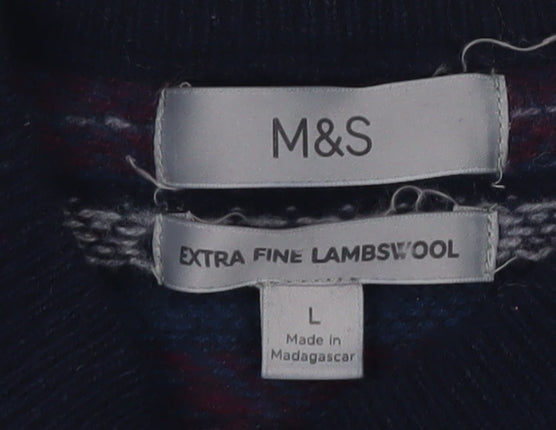 M&S
EXTRA FINE LAMBSWOOL
L
Made in
Madagascar